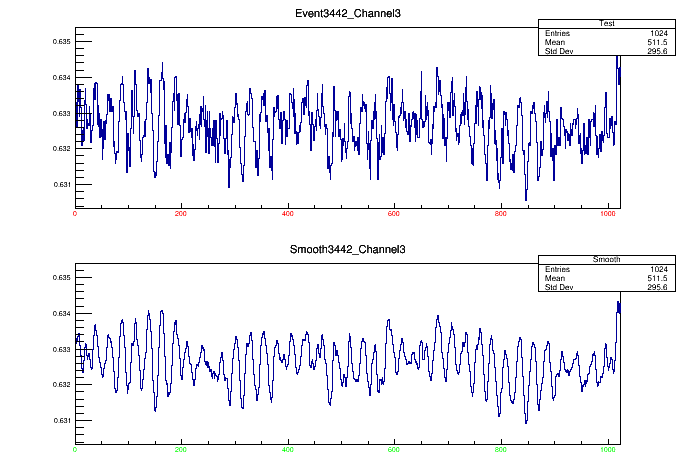 Event3442_Channel3
Test
Entries 1024
Mean 511.5
Std Dev 295.6
0.635
0.634
0.633
0.632
0.631
0 200 400 600 800 1000
Smooth3442_Channel3
Smooth
Entries 1024
Mean 511.5
Std Dev 295.6
0.635
0.634
0.633
0.632
0.631
0 200 400 600 800 1000